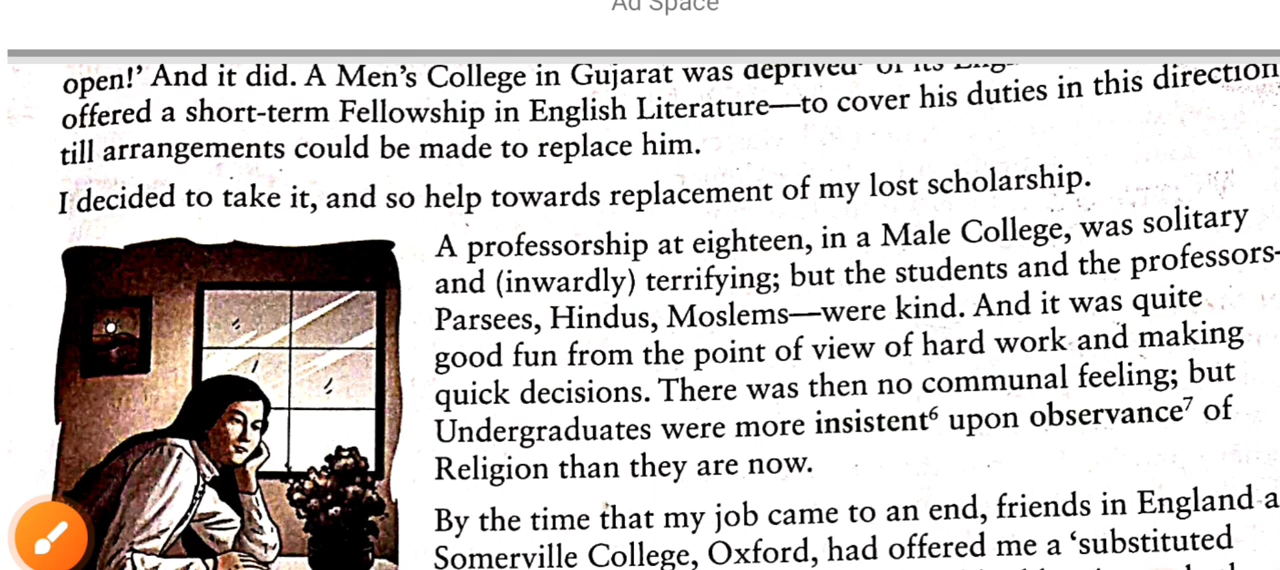 Ad Space
open!' And it did. A Men's College in Gujarat was deprived of its
offered a short-term Fellowship in English Literature—to cover his duties in this direction
till arrangements could be made to replace him.
I decided to take it, and so help towards replacement of my lost scholarship.
A professorship at eighteen, in a Male College, was solitary
and (inwardly) terrifying; but the students and the professors-
Parsees, Hindus, Moslems—were kind. And it was quite
good fun from the point of view of hard work and making
quick decisions. There was then no communal feeling; but
Undergraduates were more insistent⁶ upon observance⁷ of
Religion than they are now.
By the time that my job came to an end, friends in England a
Somerville College, Oxford, had offered me a 'substituted